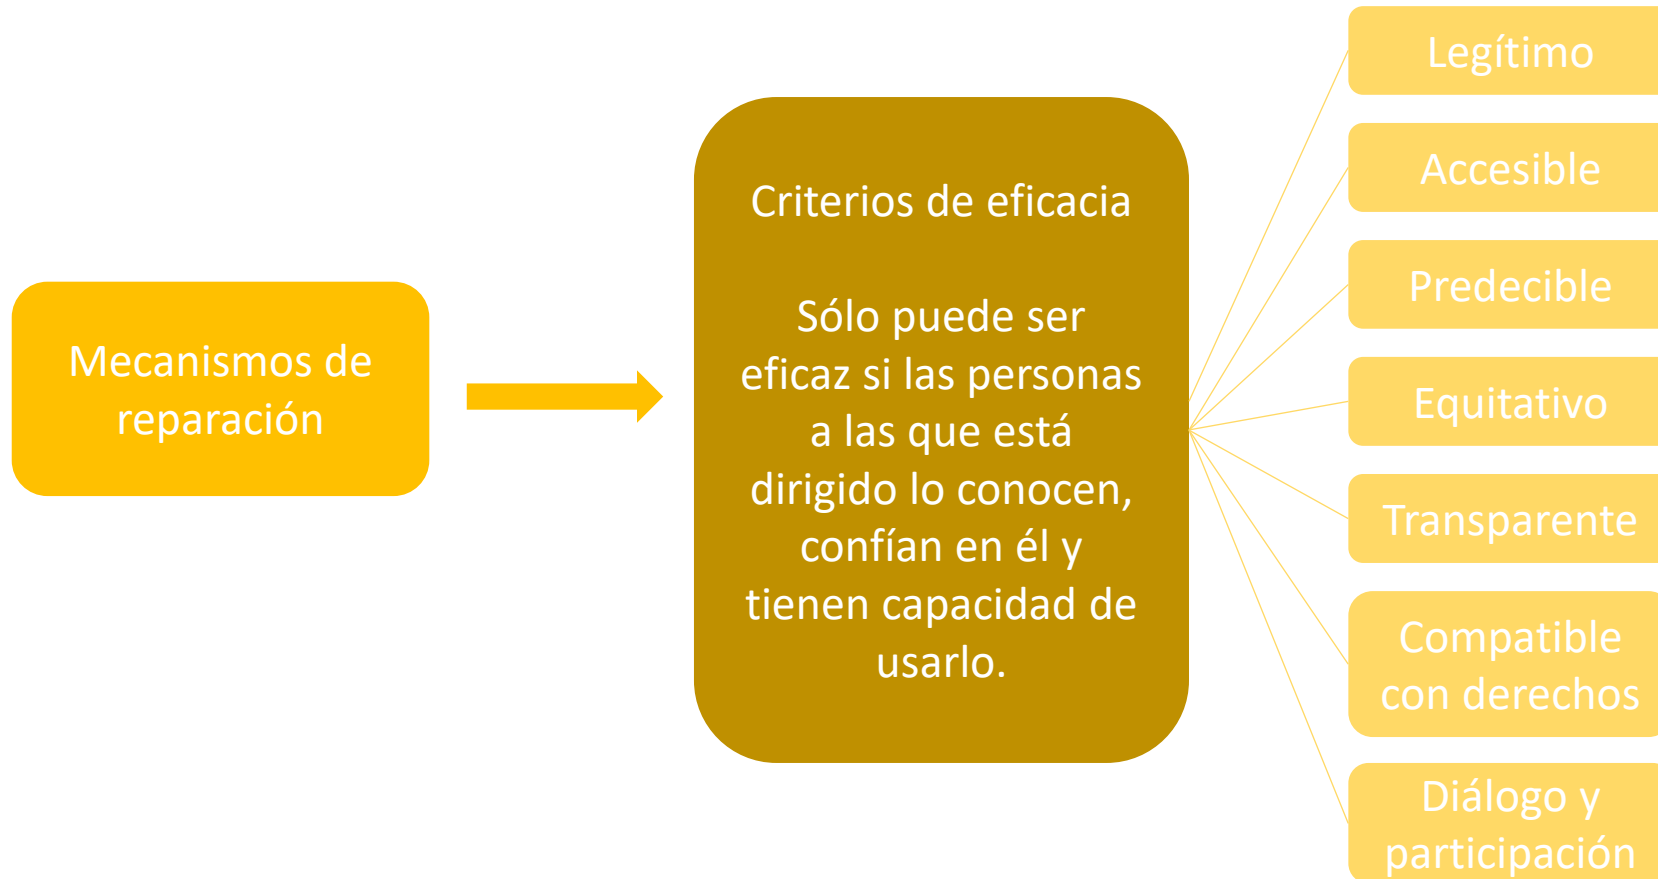 Mecanismos de
reparación
Criterios de eficacia
Sólo puede ser
eficaz si las personas
a las que está
dirigido lo conocen,
confían en él y
tienen capacidad de
usarlo.
Legítimo
Accesible
Predecible
Equitativo
Transparente
Compatible
con derechos
Diálogo y
participación